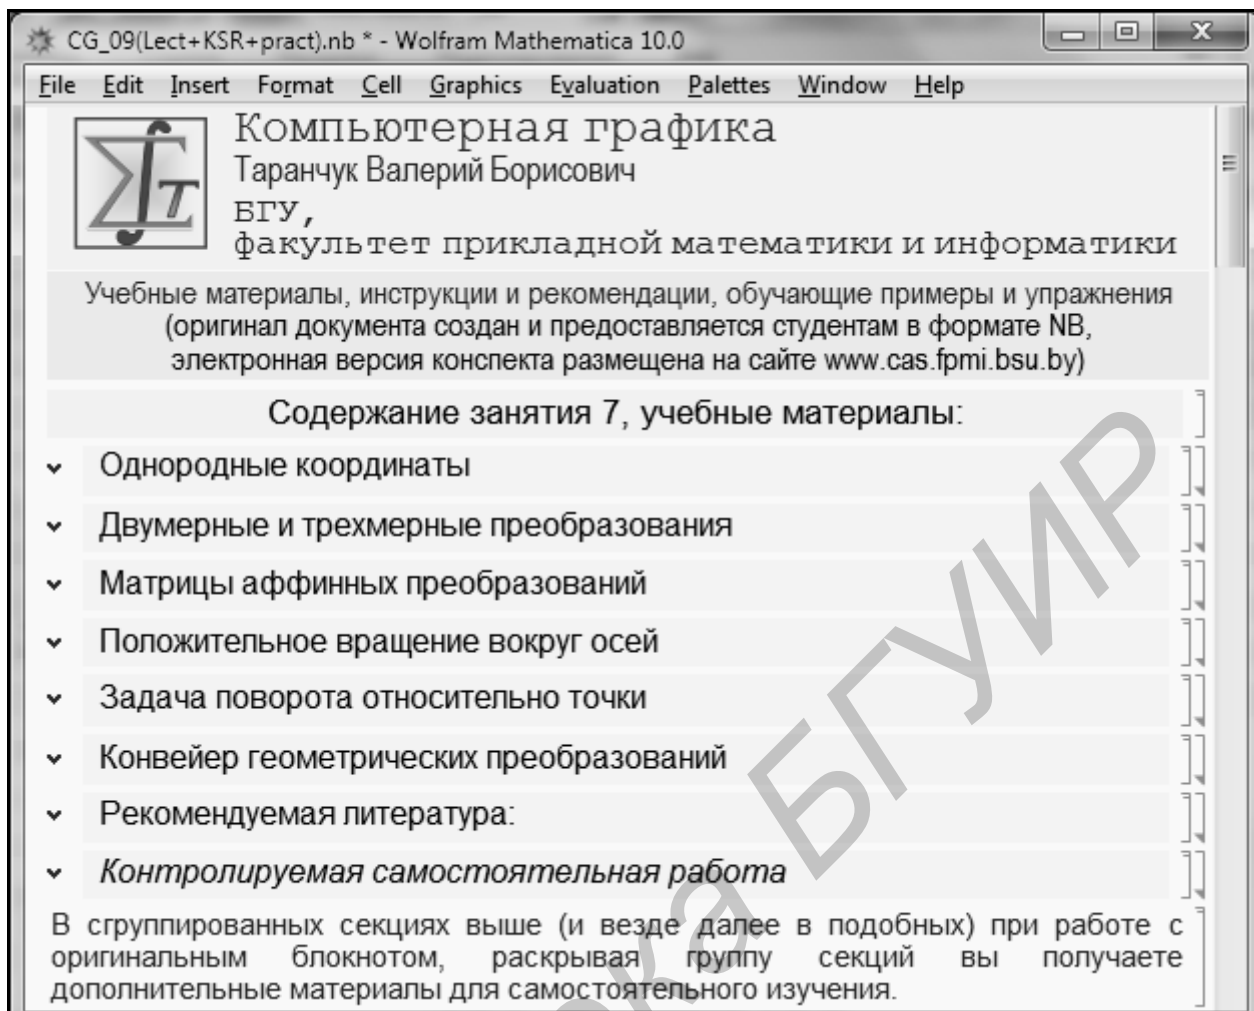 CG_09(Lect+KSR+pract).nb * - Wolfram Mathematica 10.0
File Edit Insert Format Cell Graphics Evaluation Palettes Window Help
Компьютерная графика
Таранчук Валерий Борисович
БГУ,
факультет прикладной математики и информатики
Т
Учебные материалы, инструкции и рекомендации, обучающие примеры и упражнения
(оригинал документа создан и предоставляется студентам в формате NB,
электронная версия конспекта размещена на сайте www.cas.fpmi.bsu.by)
Содержание занятия 7, учебные материалы:
Однородные координаты
Двумерные и трехмерные преобразования
Матрицы аффинных преобразований
Положительное вращение вокруг осей
Задача поворота относительно точки
Конвейер геометрических преобразований
Рекомендуемая литература:
Контролируемая самостоятельная работа
В сгруппированных секциях выше (и везде далее в подобных) при работе с
оригинальным блокнотом, раскрывая группу секций вы получаете
дополнительные материалы для самостоятельного изучения.
БГУИР